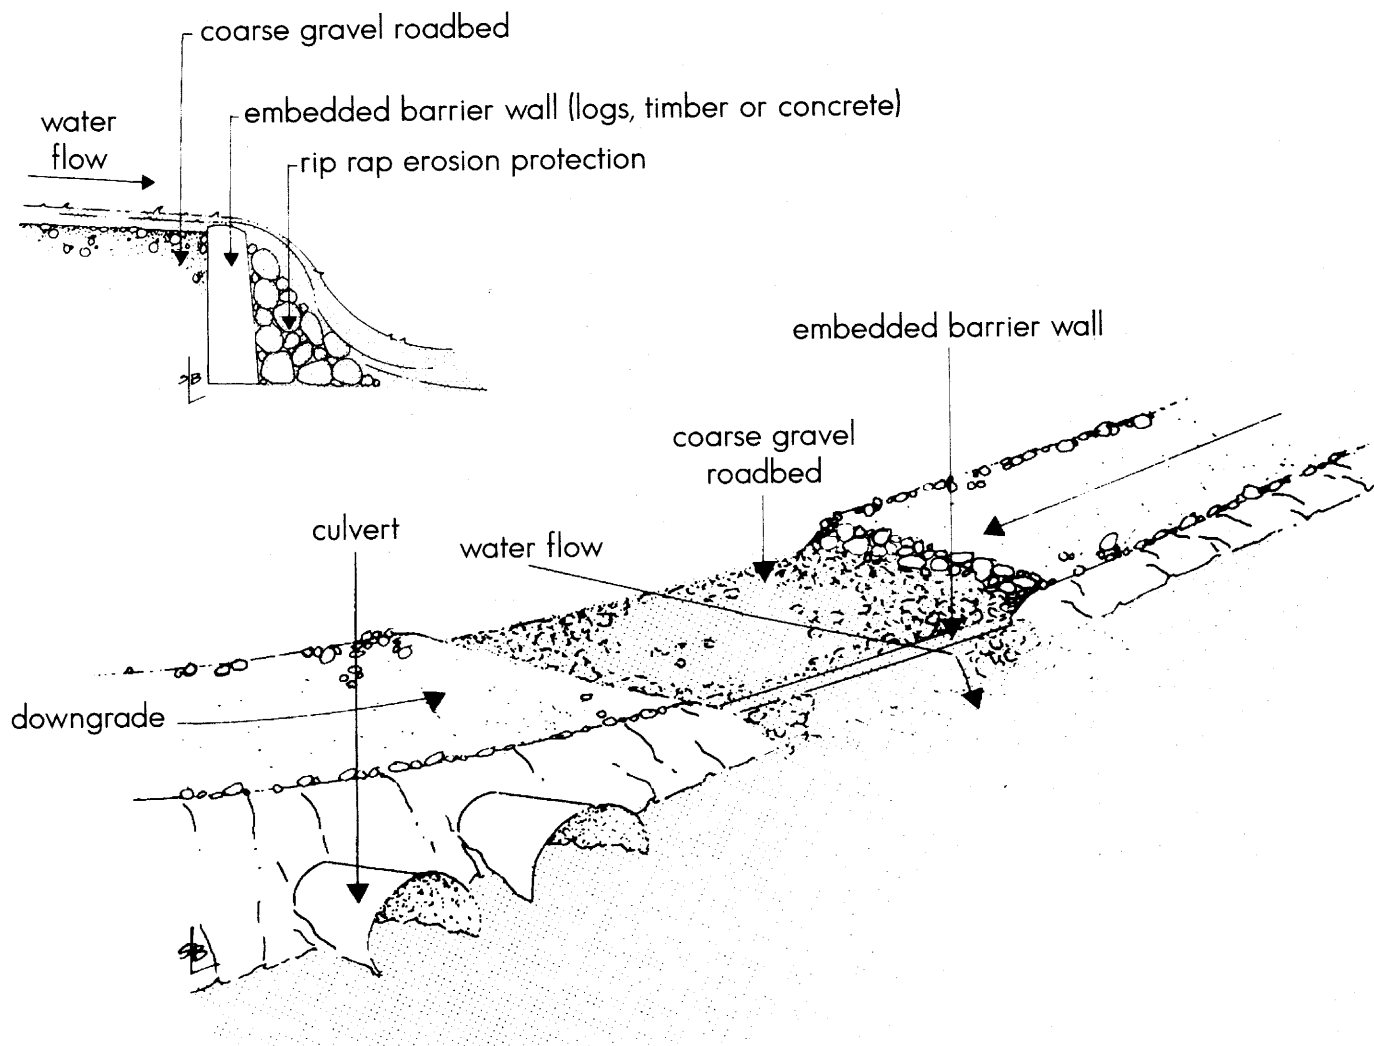 coarse gravel roadbed
embedded barrier wall (logs, timber or concrete)
water
flow
rip rap erosion protection
embedded barrier wall
coarse gravel
roadbed
culvert
water flow
downgrade